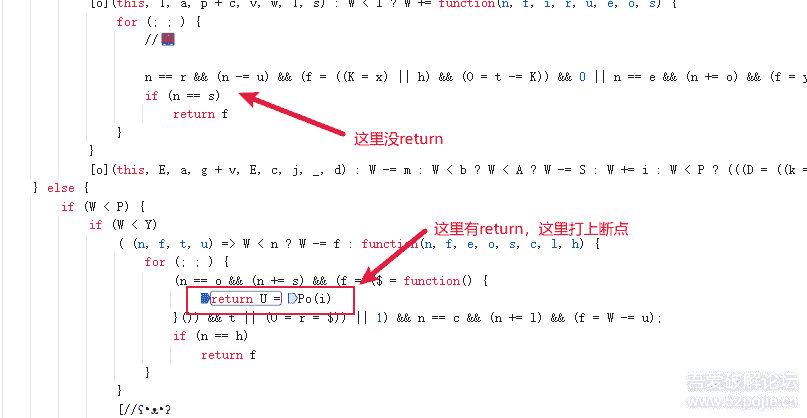 [o](this, I, a, p + c, v, w, I, s) : W < I ? W += function(n, f, i, r, u, e, o, s) {
for (; ; ) {
//
n == r && (n -= u) && (f = ((K = x) || h) && (O = t -= K)) && 0 || n == e && (n += o) && (f = y
if (n == s)
return f
这里没return
}
}
[o](this, E, a, g + v, E, c, j, _, d) : W -= m : W < b ? W < A ? W -= S : W += i : W < P ? (((D = ((k =
} else {
if (W < P) {
if (W < Y)
这里有return，这里打上断点
( (n, f, t, u) => W < n ? W -= f : function(n, f, e, o, s, c, l, h) {
for (; ; ) {
(n == o && (n += s) && (f = ($ = function() {
return U = Po(i)
}()) && t || (U = r = $)) || 1) && n == c && (n += l) && (f = W -= u);
if (n == h)
return f
}
}
[//ʕ•ᴥ•ʔ
吾爱破解论坛
www.52pojie.cn